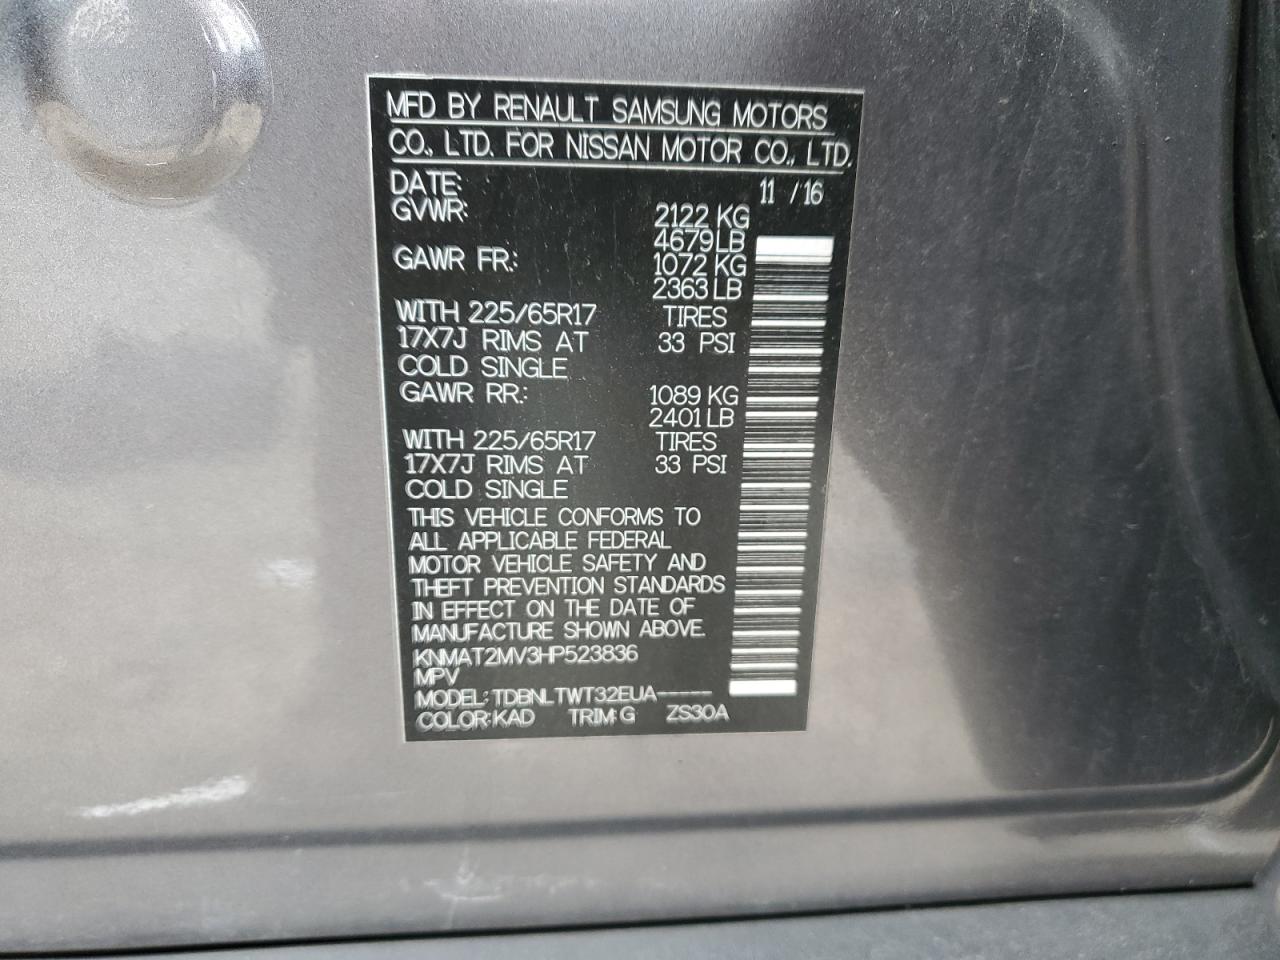 MFD BY RENAULT SAMSUNG MOTORS
CO., LTD. FOR NISSAN MOTOR CO., LTD.
DATE: 11 / 16
GVWR: 2122 KG
4679 LB
GAWR FR.: 1072 KG
2363 LB
WITH 225/65R17 TIRES
17X7J RIMS AT 33 PSI
COLD SINGLE
GAWR RR.: 1089 KG
2401 LB
WITH 225/65R17 TIRES
17X7J RIMS AT 33 PSI
COLD SINGLE
THIS VEHICLE CONFORMS TO
ALL APPLICABLE FEDERAL
MOTOR VEHICLE SAFETY AND
THEFT PREVENTION STANDARDS
IN EFFECT ON THE DATE OF
MANUFACTURE SHOWN ABOVE.
KNMAT2MV3HP523836
MPV
MODEL: TDBNLTWT32EUA-----
COLOR:KAD TRIM:G ZS30A